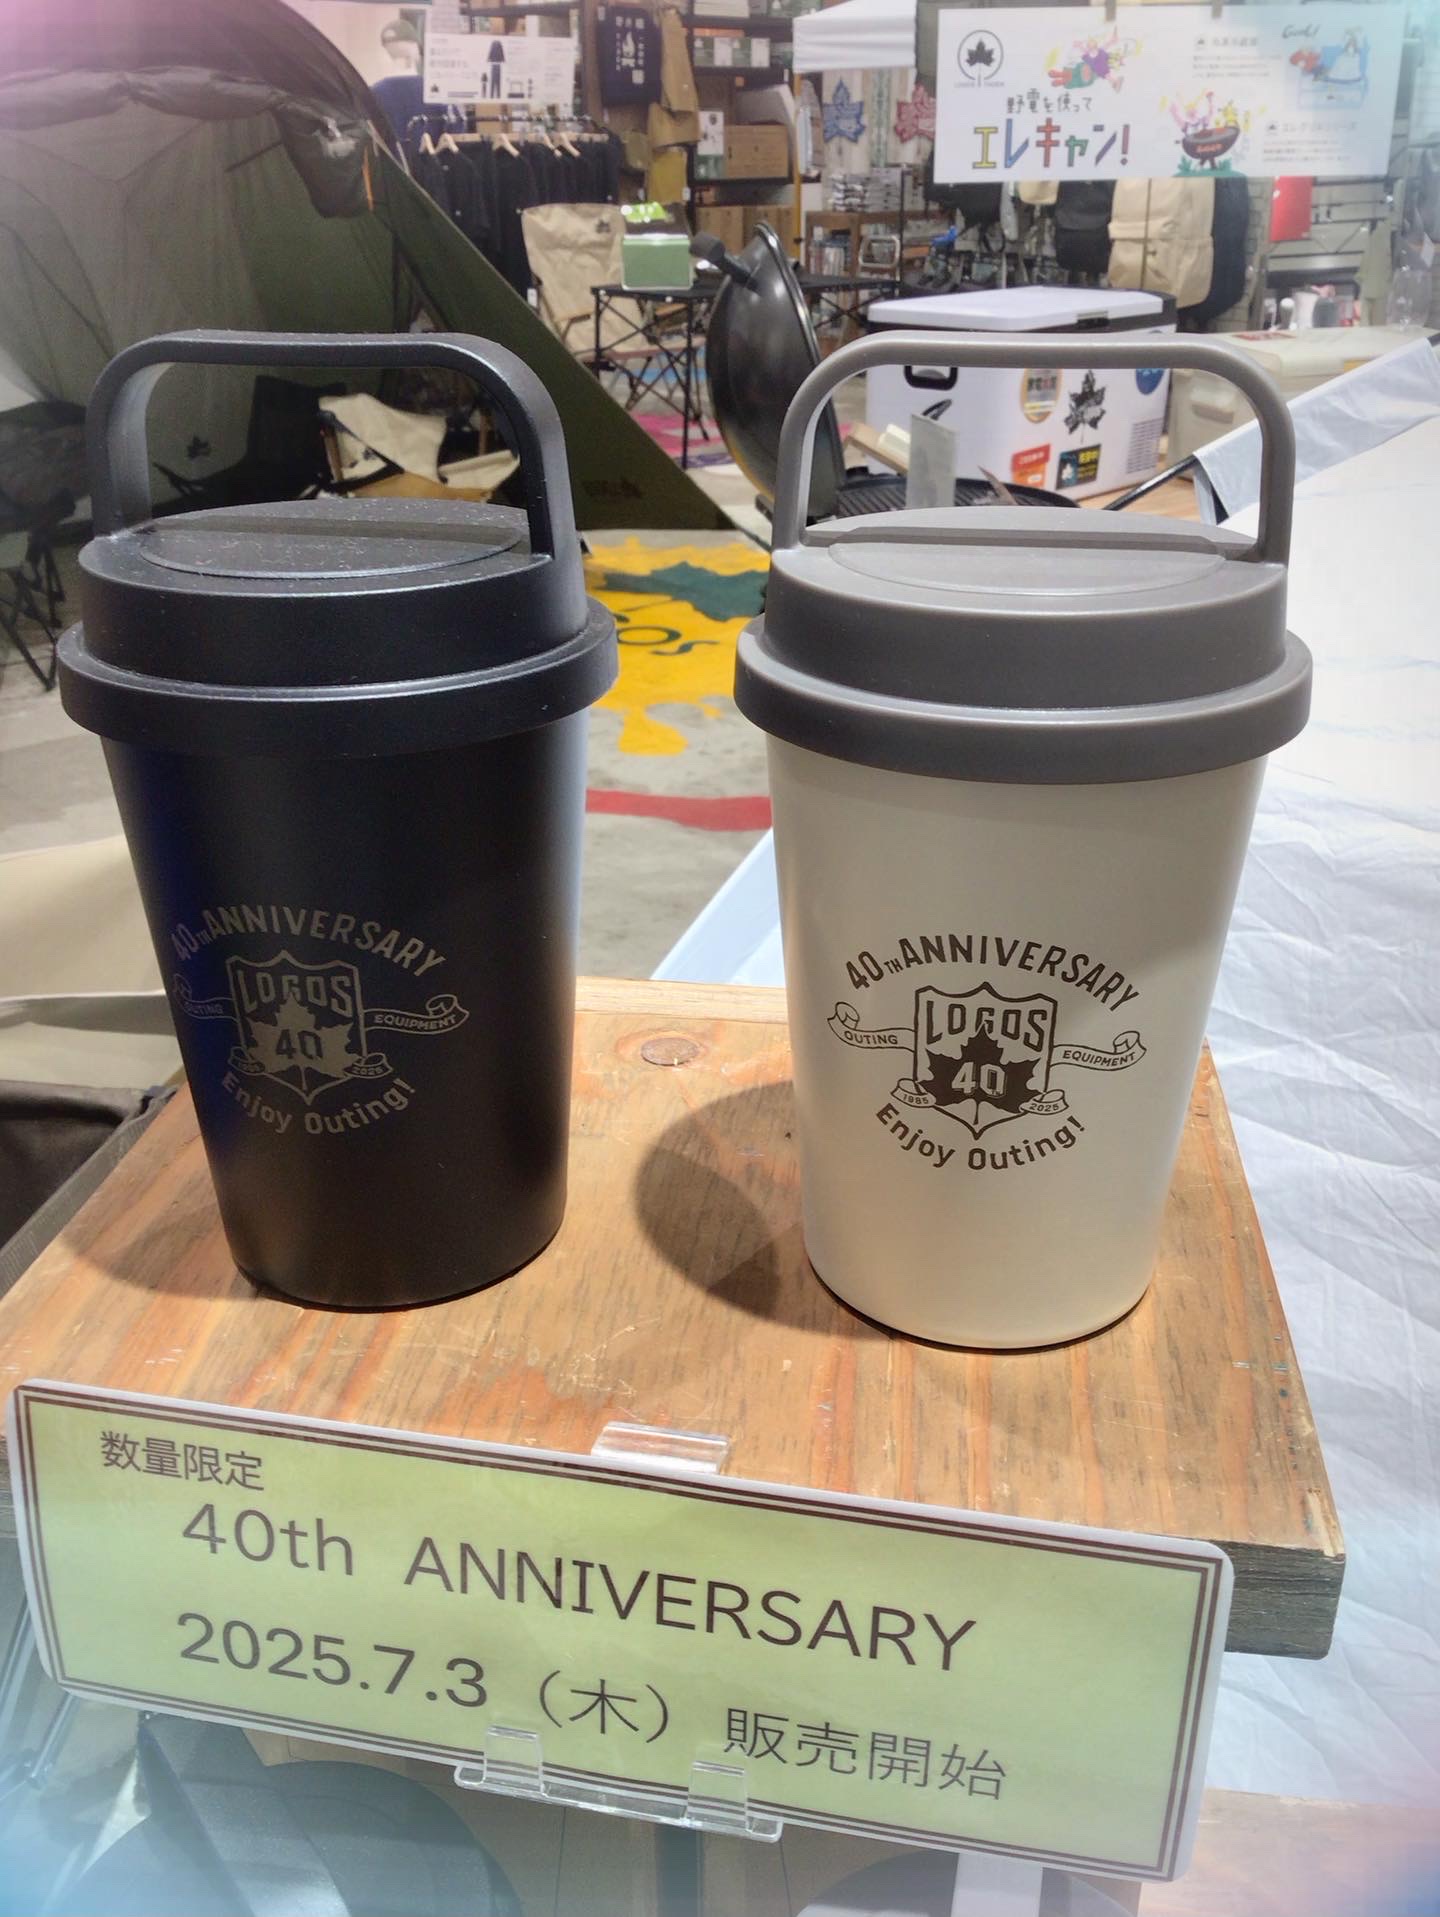 野電を使って
エレキャン!
LOGOS
40TH ANNIVERSARY
LOGOS
OUTING
EQUIPMENT
40
1985
2025
Enjoy Outing!
40TH ANNIVERSARY
LOGOS
OUTING
EQUIPMENT
40
1985
2025
Enjoy Outing!
数量限定
40th ANNIVERSARY
2025.7.3（木）販売開始